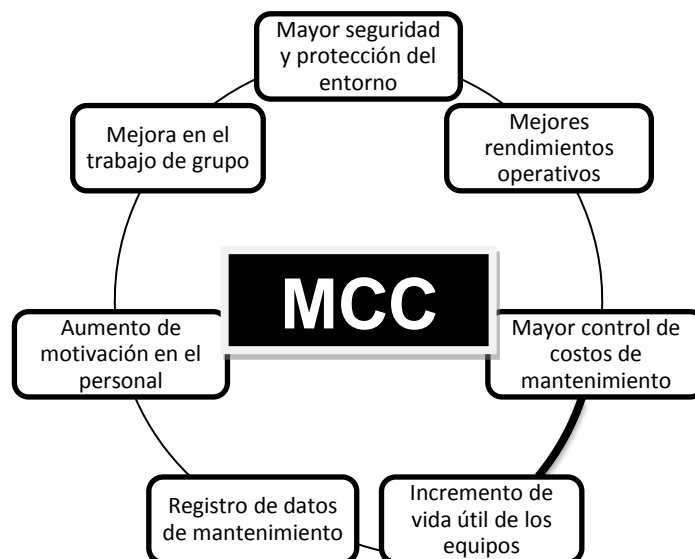 Mayor seguridad
y protección del
entorno
Mejores
rendimientos
operativos
Mayor control de
costos de
mantenimiento
Incremento de
vida útil de los
equipos
Registro de datos
de mantenimiento
Aumento de
motivación en el
personal
Mejora en el
trabajo de grupo
MCC